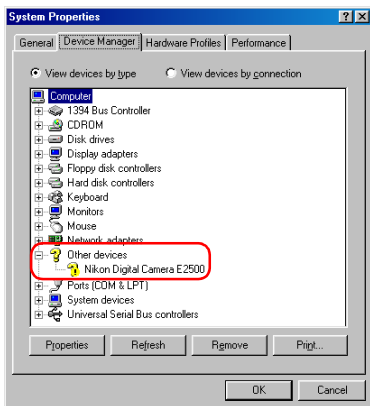 System Properties
General Device Manager Hardware Profiles Performance
View devices by type View devices by connection
Computer
1394 Bus Controller
CDROM
Disk drives
Display adapters
Floppy disk controllers
Hard disk controllers
Keyboard
Monitors
Mouse
Network adapters
Other devices
Nikon Digital Camera E2500
Ports (COM & LPT)
System devices
Universal Serial Bus controllers
Properties Refresh Remove Print...
OK Cancel